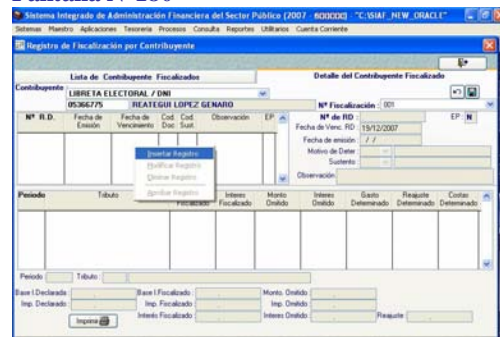 Sistema Integrado de Administración Financiera del Sector Público (2007 - 600000) - "C:\SIAF_NEW_ORACLE"
Sistemas Maestro Aplicaciones Tesorería Procesos Consulta Reportes Utilitarios Cuenta Corriente
Registro de Fiscalización por Contribuyente
Lista de Contribuyente Fiscalizados Detalle del Contribuyente Fiscalizado
Contribuyente LIBRETA ELECTORAL / DNI
05366775 REATEGUI LOPEZ GENARO Nº Fiscalización : 001
Nº R.D. Fecha de Emisión Fecha de Vencimiento Cod. Doc Cod. Sust Observación EP
Nº de RD : EP : N
Fecha de Venc. RD : 19/12/2007
Fecha de emisión : / /
Motivo de Deter :
Sustento :
Observación :
Insertar Registro
Modificar Registro
Eliminar Registro
Aprobar Registro
Periodo Tributo Fiscalizado Interes Fiscalizado Monto Omitido Interes Omitido Gasto Determinado Reajuste Determinado Costas Determinado
Periodo : Tributo :
Base I.Declarada : Base I.Fiscalizado : Monto. Omitido :
Imp. Declarado : Imp. Fiscalizado : Imp. Omitido :
Imprimir Interés Fiscalizado : Interes Omitido : Reajuste :